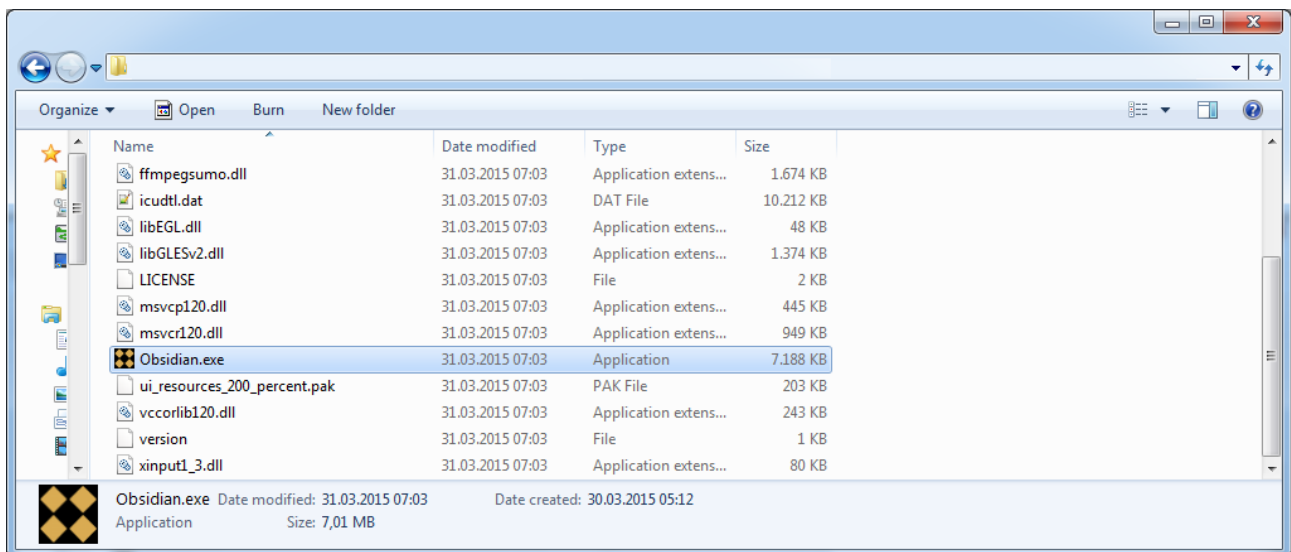 Organize Open Burn New folder
Name Date modified Type Size
ffmpegsumo.dll 31.03.2015 07:03 Application extens... 1.674 KB
icudtl.dat 31.03.2015 07:03 DAT File 10.212 KB
libEGL.dll 31.03.2015 07:03 Application extens... 48 KB
libGLESv2.dll 31.03.2015 07:03 Application extens... 1.374 KB
LICENSE 31.03.2015 07:03 File 2 KB
msvcp120.dll 31.03.2015 07:03 Application extens... 445 KB
msvcr120.dll 31.03.2015 07:03 Application extens... 949 KB
Obsidian.exe 31.03.2015 07:03 Application 7.188 KB
ui_resources_200_percent.pak 31.03.2015 07:03 PAK File 203 KB
vccorlib120.dll 31.03.2015 07:03 Application extens... 243 KB
version 31.03.2015 07:03 File 1 KB
xinput1_3.dll 31.03.2015 07:03 Application extens... 80 KB
Obsidian.exe Date modified: 31.03.2015 07:03 Date created: 30.03.2015 05:12
Application Size: 7,01 MB